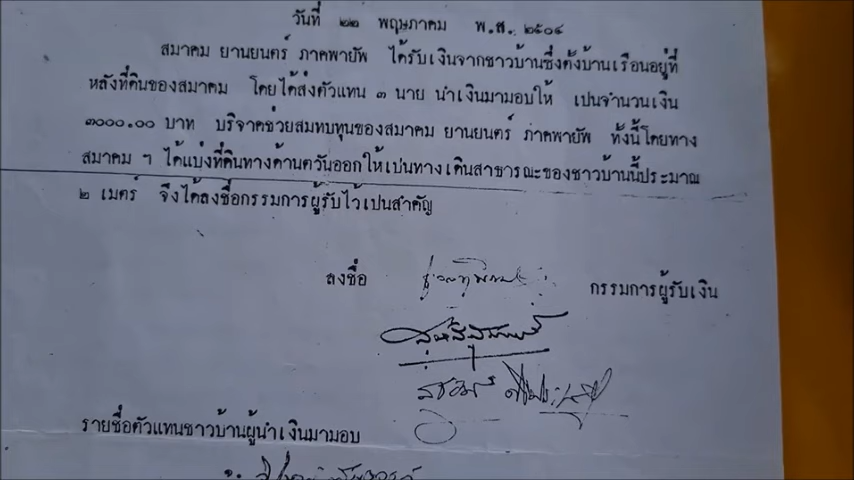 วันที่ ๒๒ พฤษภาคม พ.ศ. ๒๕๐๔
สมาคม ยานยนตร์ ภาคพายัพ ได้รับเงินจากชาวบ้านซึ่งตั้งบ้านเรือนอยู่ที่
หลังที่ดินของสมาคม โดยได้ส่งตัวแทน ๓ นาย นำเงินมามอบให้ เปนจำนวนเงิน
๓๐๐๐.๐๐ บาท บริจาคช่วยสมทบทุนของสมาคม ยานยนตร์ ภาคพายัพ ทั้งนี้โดยทาง
สมาคม ฯ ได้แบ่งที่ดินทางด้านตวันออกให้เปนทางเดินสาธารณะของชาวบ้านนี้ประมาณ
๒ เมตร์ จึงได้ลงชื่อกรรมการผู้รับไว้เปนสำคัญ
ลงชื่อ กรรมการผู้รับเงิน
รายชื่อตัวแทนชาวบ้านผู้นำเงินมามอบ